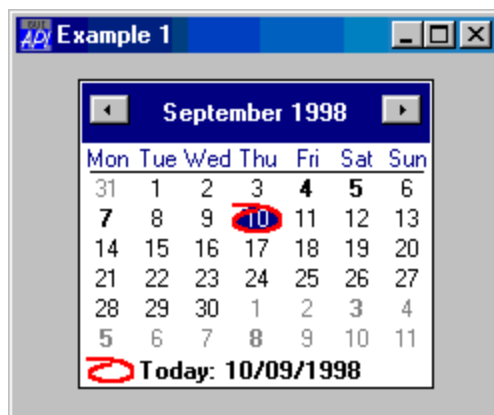 Example 1
September 1998
Mon Tue Wed Thu Fri Sat Sun
31 1 2 3 4 5 6
7 8 9 10 11 12 13
14 15 16 17 18 19 20
21 22 23 24 25 26 27
28 29 30 1 2 3 4
5 6 7 8 9 10 11
Today: 10/09/1998